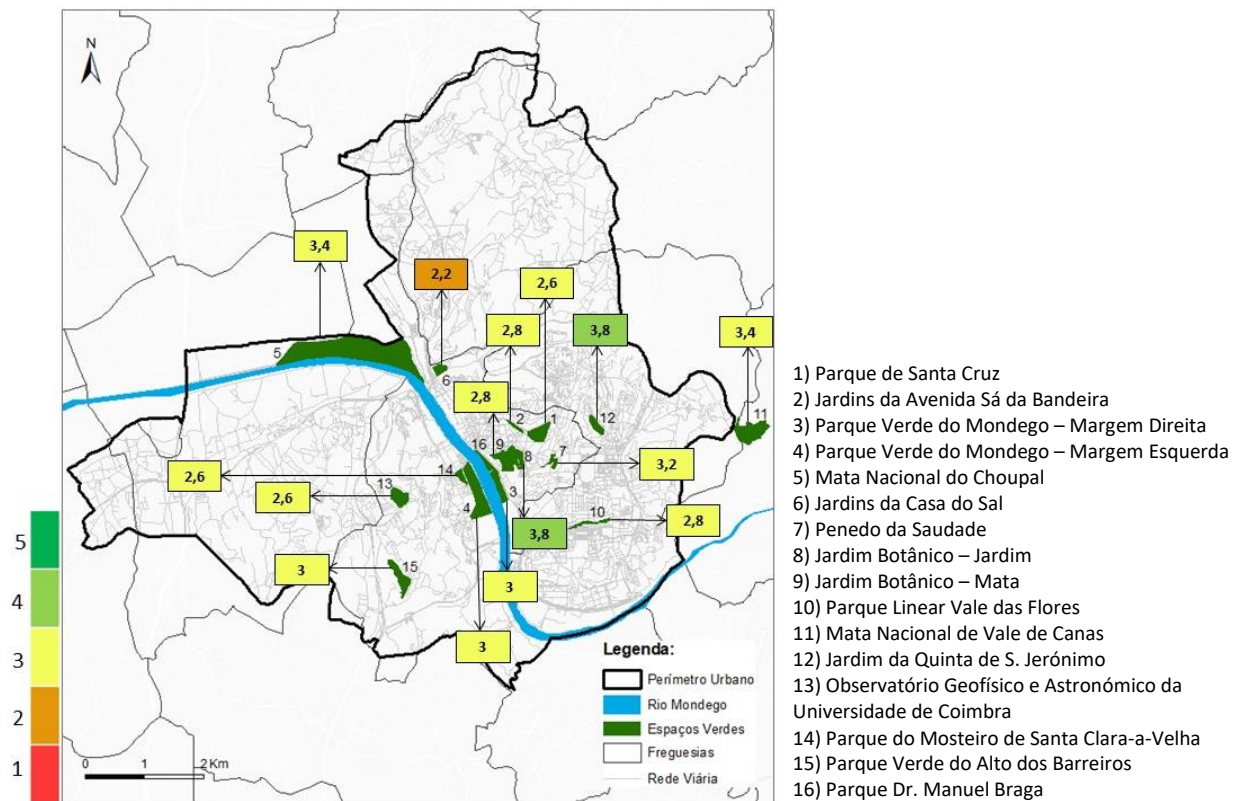 N
3,4
2,2
2,6
2,8
3,8
3,4
5
6
2,8
2
1
12
11
16
9
8
7
3,2
2,6
14
2,6
13
3
4
10
3,8
2,8
3
15
3
3
5
4
3
2
1
0 1 2 Km
Legenda:
Perímetro Urbano
Rio Mondego
Espaços Verdes
Freguesias
Rede Viária
1) Parque de Santa Cruz
2) Jardins da Avenida Sá da Bandeira
3) Parque Verde do Mondego – Margem Direita
4) Parque Verde do Mondego – Margem Esquerda
5) Mata Nacional do Choupal
6) Jardins da Casa do Sal
7) Penedo da Saudade
8) Jardim Botânico – Jardim
9) Jardim Botânico – Mata
10) Parque Linear Vale das Flores
11) Mata Nacional de Vale de Canas
12) Jardim da Quinta de S. Jerónimo
13) Observatório Geofísico e Astronómico da
Universidade de Coimbra
14) Parque do Mosteiro de Santa Clara-a-Velha
15) Parque Verde do Alto dos Barreiros
16) Parque Dr. Manuel Braga